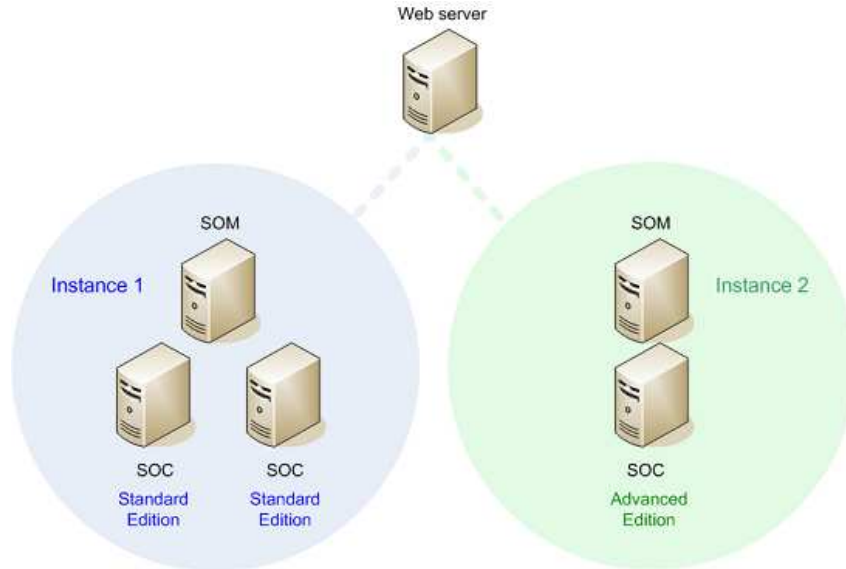 Web server
SOM
Instance 1
SOC
Standard
Edition
SOC
Standard
Edition
SOM
Instance 2
SOC
Advanced
Edition